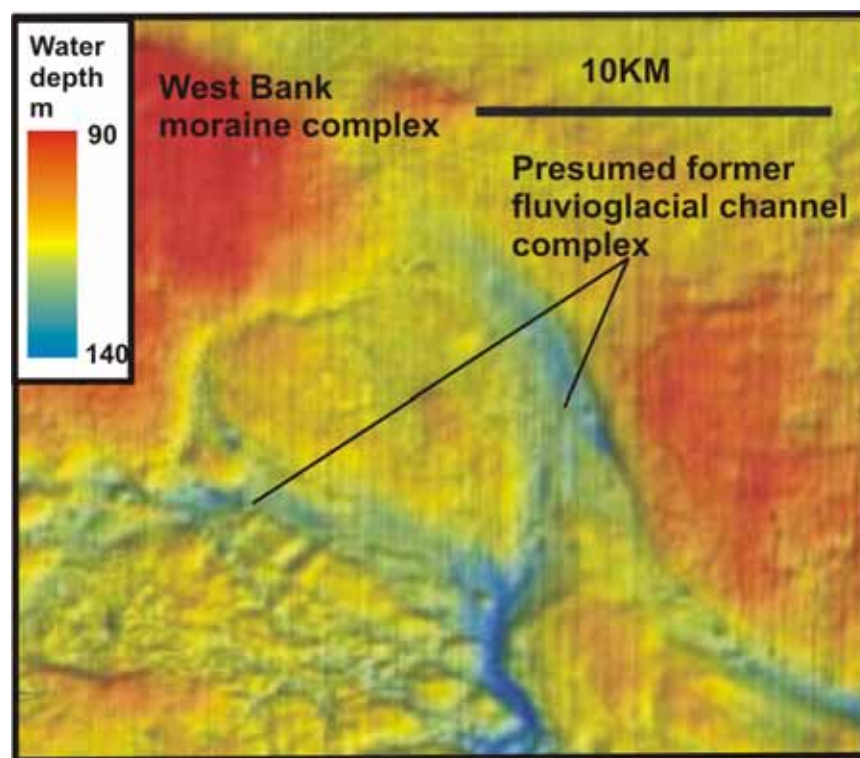 Water
depth
m
90
140
West Bank
moraine complex
10KM
Presumed former
fluvioglacial channel
complex